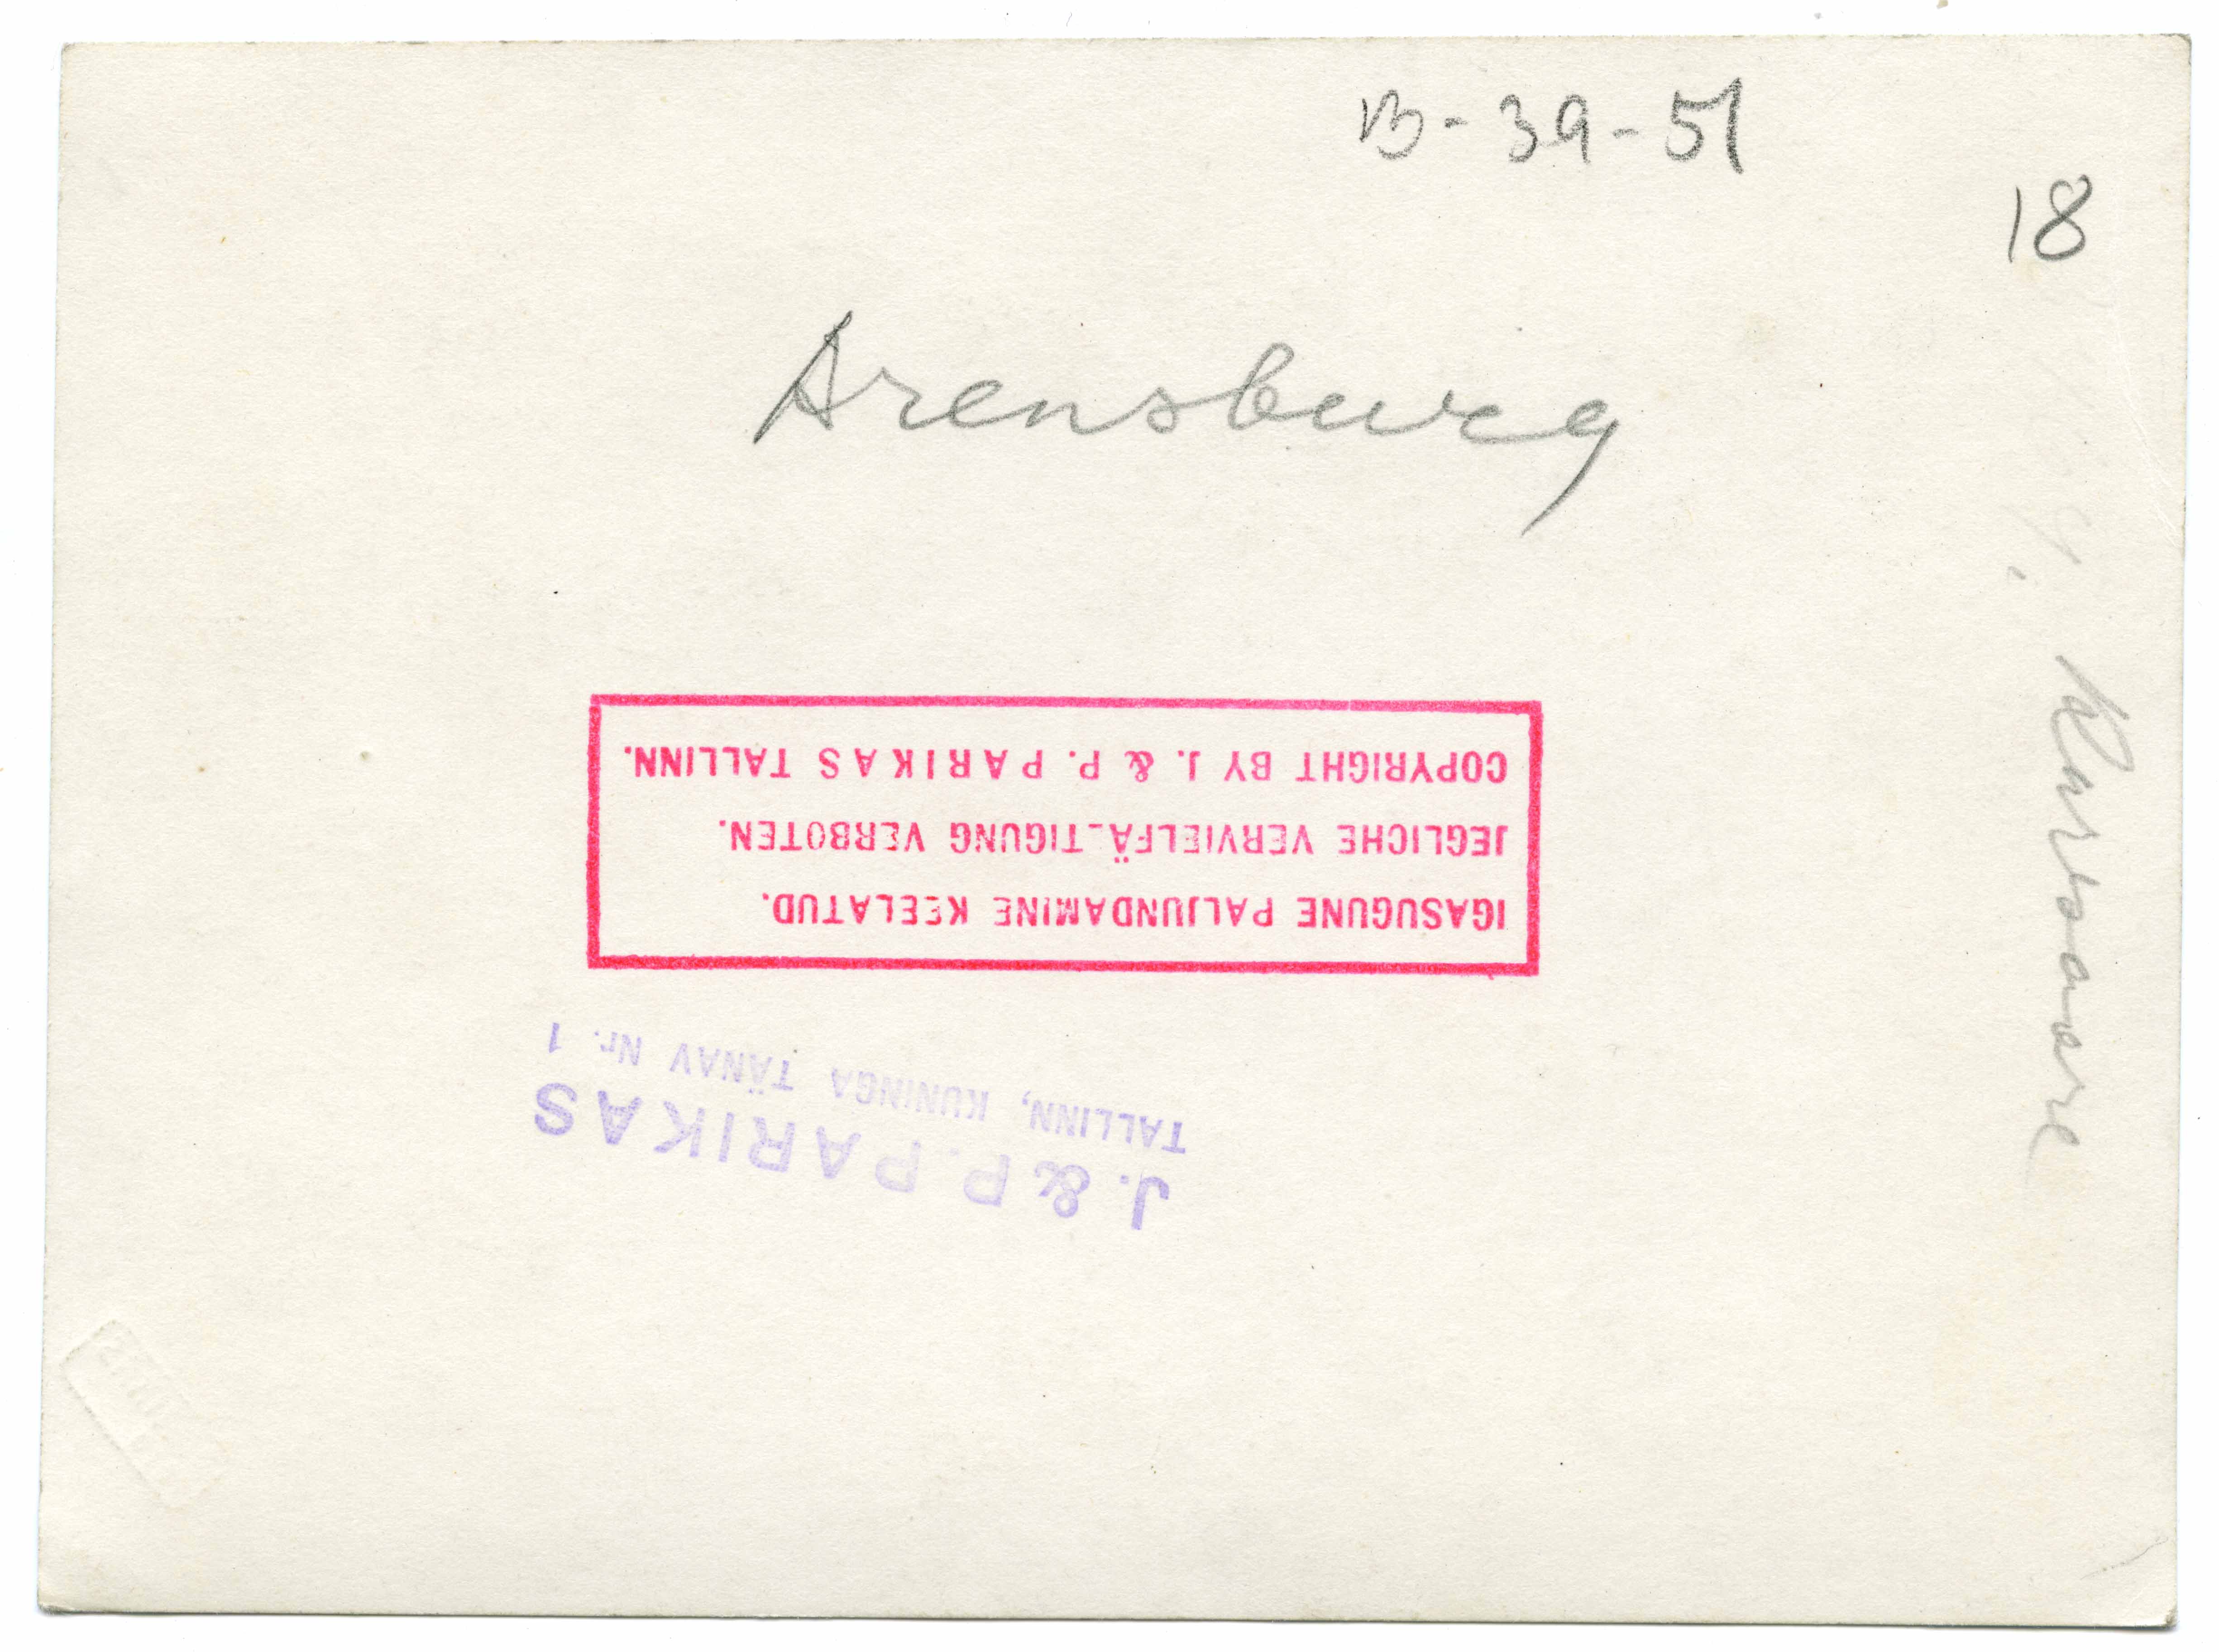 B-39-51
18
Arensburg
Kuressaare
IGASUGUNE PALJUNDAMINE KEELATUD.
JEGLICHE VERVIELFÄLTIGUNG VERBOTEN.
COPYRIGHT BY J. & P. PARIKAS TALLINN.
J. & P. PARIKAS
TALLINN, KUNINGA TÄNAV Nr. 1